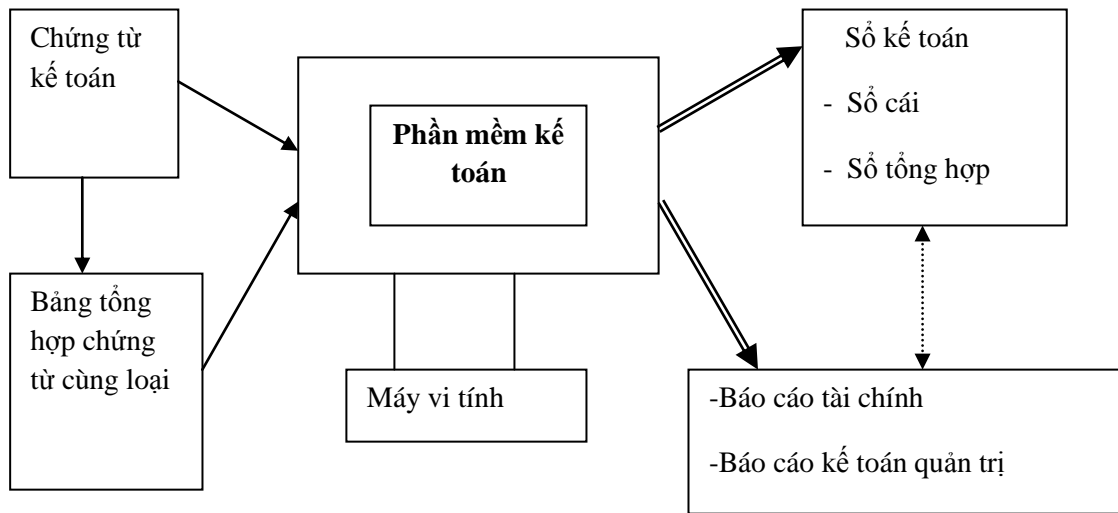 Chứng từ
kế toán
Bảng tổng
hợp chứng
từ cùng loại
Phần mềm kế
toán
Máy vi tính
Sổ kế toán
- Sổ cái
- Sổ tổng hợp
-Báo cáo tài chính
-Báo cáo kế toán quản trị